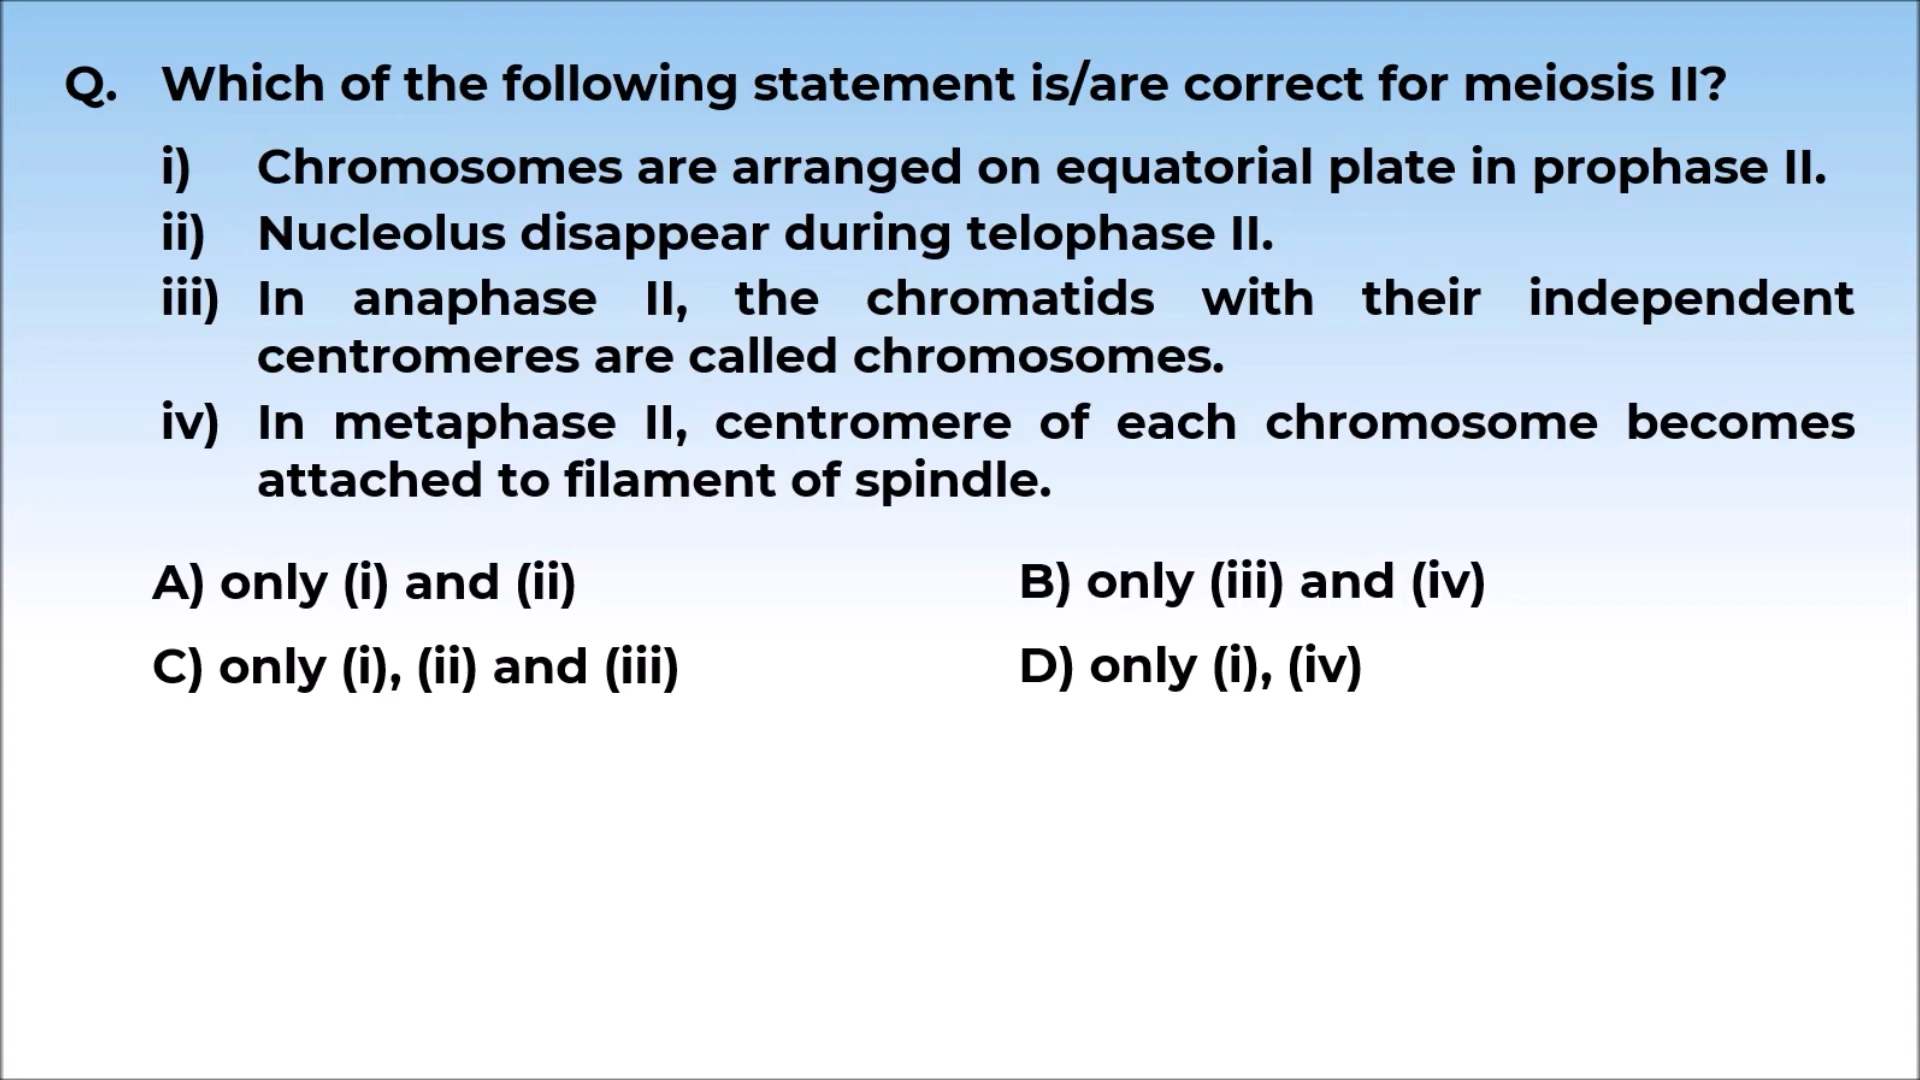 Q. Which of the following statement is/are correct for meiosis II?
i) Chromosomes are arranged on equatorial plate in prophase II.
ii) Nucleolus disappear during telophase II.
iii) In anaphase II, the chromatids with their independent
centromeres are called chromosomes.
iv) In metaphase II, centromere of each chromosome becomes
attached to filament of spindle.
A) only (i) and (ii) B) only (iii) and (iv)
C) only (i), (ii) and (iii) D) only (i), (iv)